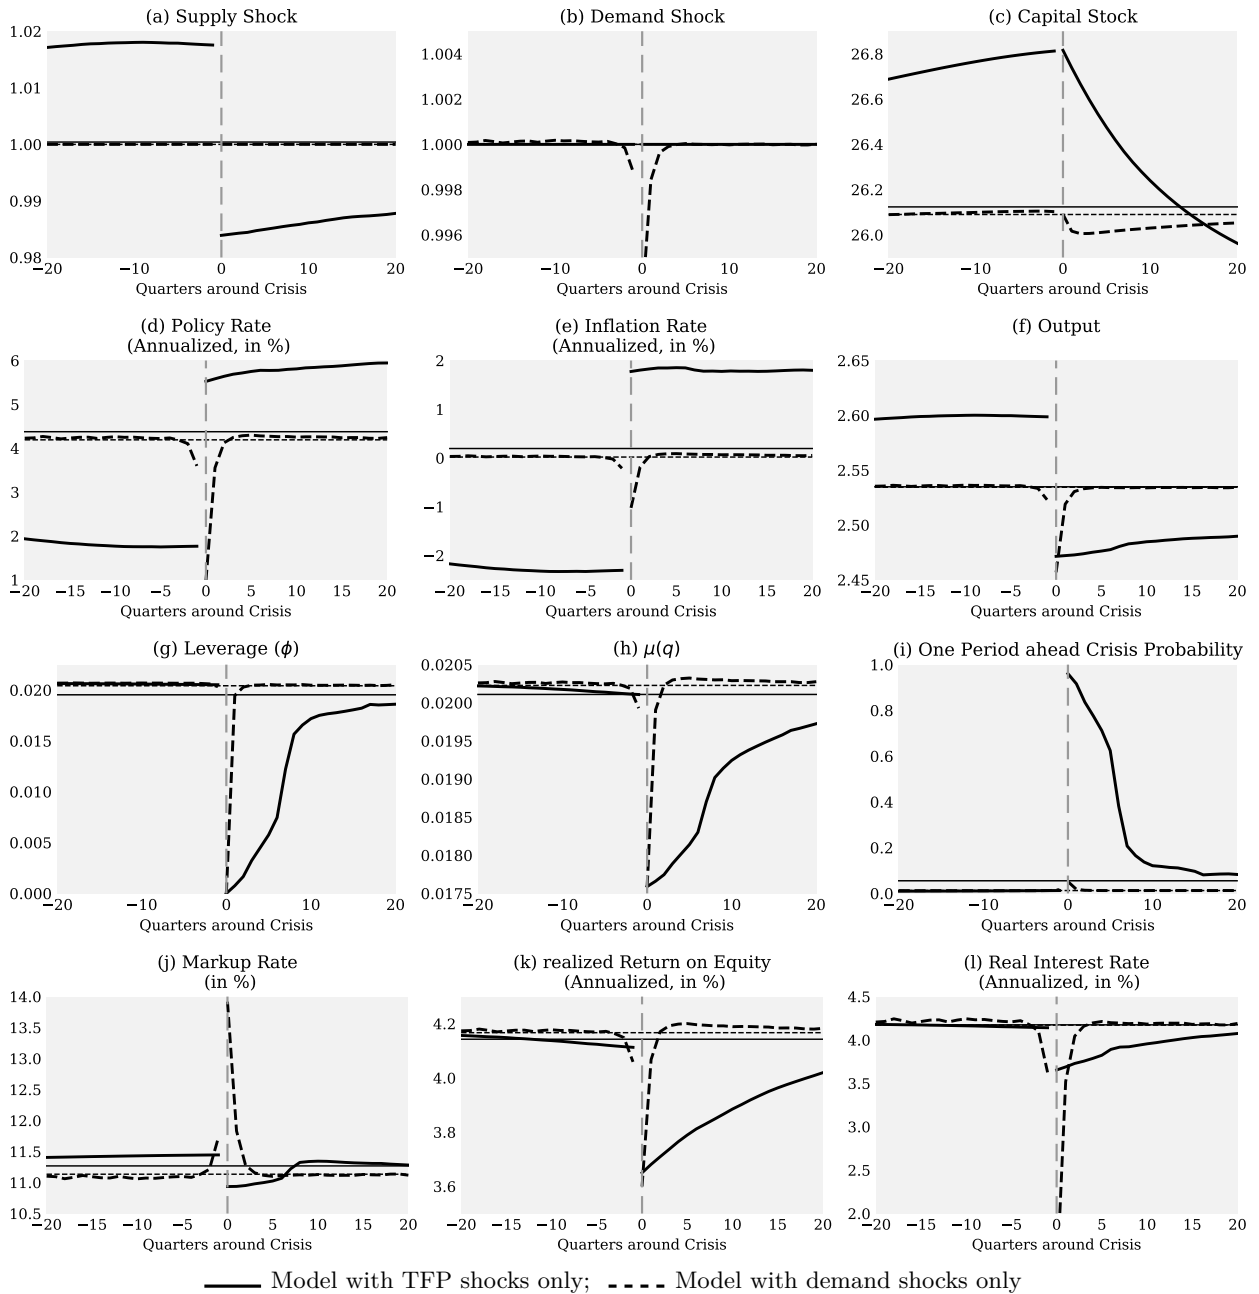 (a) Supply Shock
(b) Demand Shock
(c) Capital Stock
1.02
1.01
1.00
0.99
0.98
−20 −10 0 10 20
Quarters around Crisis
1.004
1.002
1.000
0.998
0.996
−20 −10 0 10 20
Quarters around Crisis
26.8
26.6
26.4
26.2
26.0
−20 −10 0 10 20
Quarters around Crisis
(d) Policy Rate
(Annualized, in %)
6
5
4
3
2
1
−20 −15 −10 −5 0 5 10 15 20
Quarters around Crisis
(e) Inflation Rate
(Annualized, in %)
2
1
0
−1
−2
−20 −10 0 10 20
Quarters around Crisis
(f) Output
2.65
2.60
2.55
2.50
2.45
−20 −15 −10 −5 0 5 10 15 20
Quarters around Crisis
(g) Leverage (ϕ)
0.020
0.015
0.010
0.005
0.000
−20 −10 0 10 20
Quarters around Crisis
(h) μ(q)
0.0205
0.0200
0.0195
0.0190
0.0185
0.0180
0.0175
−20 −10 0 10 20
Quarters around Crisis
(i) One Period ahead Crisis Probability
1.0
0.8
0.6
0.4
0.2
0.0
−20 −10 0 10 20
Quarters around Crisis
(j) Markup Rate
(in %)
14.0
13.5
13.0
12.5
12.0
11.5
11.0
10.5
−20 −15 −10 −5 0 5 10 15 20
Quarters around Crisis
(k) realized Return on Equity
(Annualized, in %)
4.2
4.0
3.8
3.6
−20 −15 −10 −5 0 5 10 15 20
Quarters around Crisis
(l) Real Interest Rate
(Annualized, in %)
4.5
4.0
3.5
3.0
2.5
2.0
−20 −15 −10 −5 0 5 10 15 20
Quarters around Crisis
Model with TFP shocks only; Model with demand shocks only